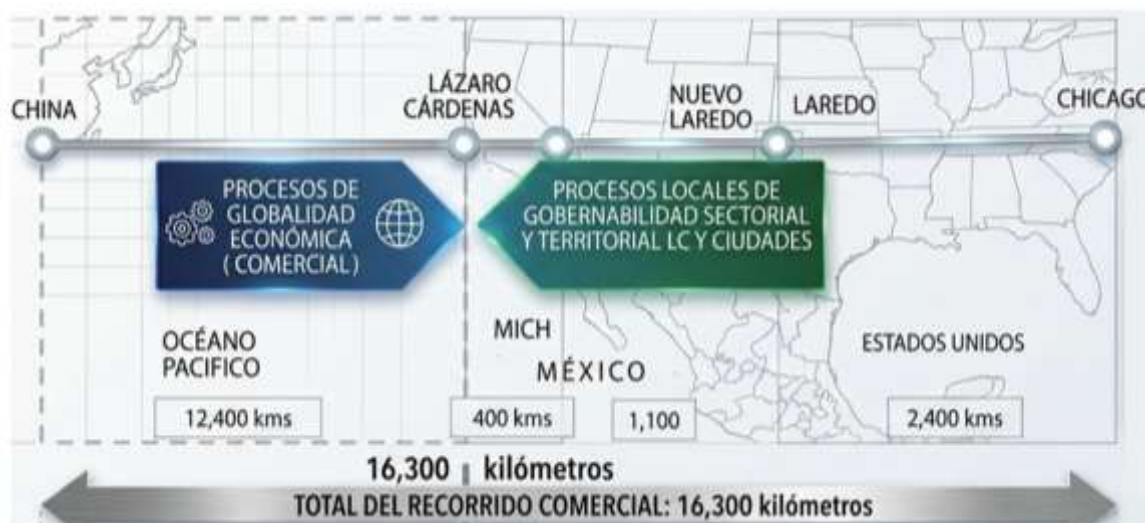 CHINA
LÁZARO
CÁRDENAS
NUEVO
LAREDO
LAREDO
CHICAGO
PROCESOS DE
GLOBALIDAD
ECONÓMICA
( COMERCIAL )
PROCESOS LOCALES DE
GOBERNABILIDAD SECTORIAL
Y TERRITORIAL LC Y CIUDADES
OCÉANO
PACIFICO
MICH
MÉXICO
ESTADOS UNIDOS
12,400 kms
400 kms
1,100
2,400 kms
16,300 kilómetros
TOTAL DEL RECORRIDO COMERCIAL: 16,300 kilómetros